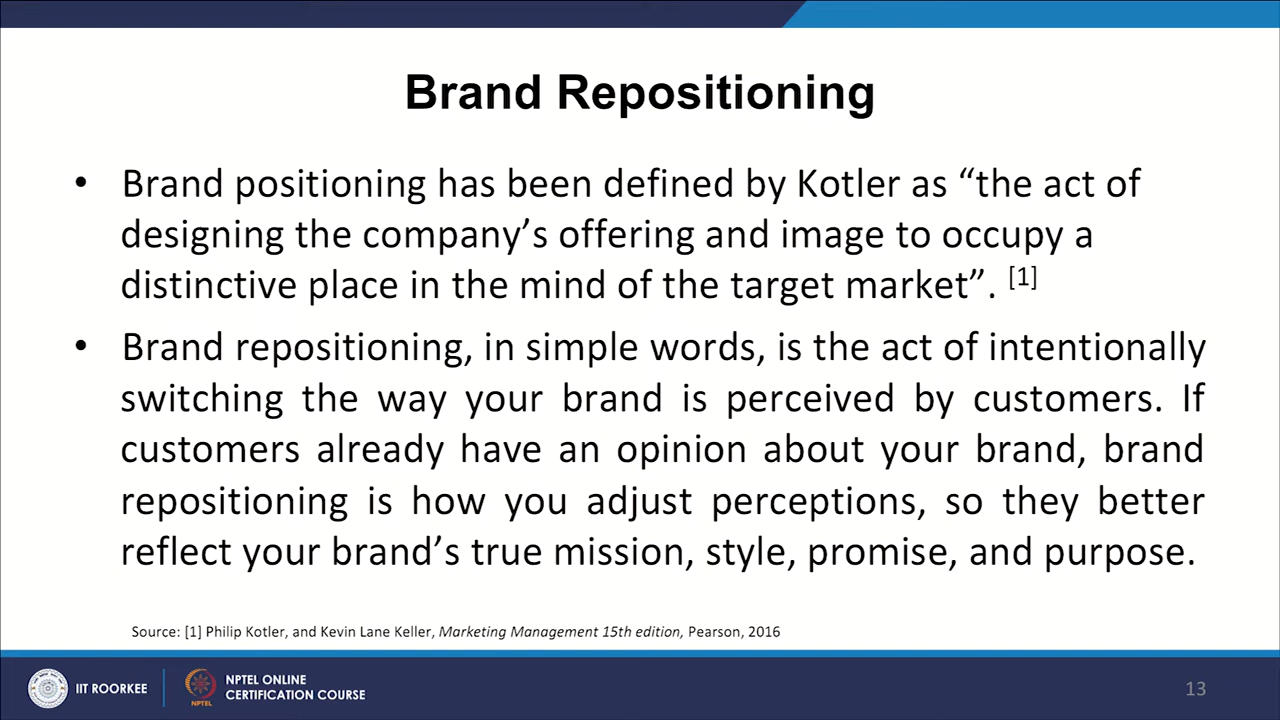 Brand Repositioning
• Brand positioning has been defined by Kotler as “the act of
designing the company’s offering and image to occupy a
distinctive place in the mind of the target market”. [1]
• Brand repositioning, in simple words, is the act of intentionally
switching the way your brand is perceived by customers. If
customers already have an opinion about your brand, brand
repositioning is how you adjust perceptions, so they better
reflect your brand’s true mission, style, promise, and purpose.
Source: [1] Philip Kotler, and Kevin Lane Keller, Marketing Management 15th edition, Pearson, 2016
IIT ROORKEE
NPTEL
NPTEL ONLINE
CERTIFICATION COURSE
13